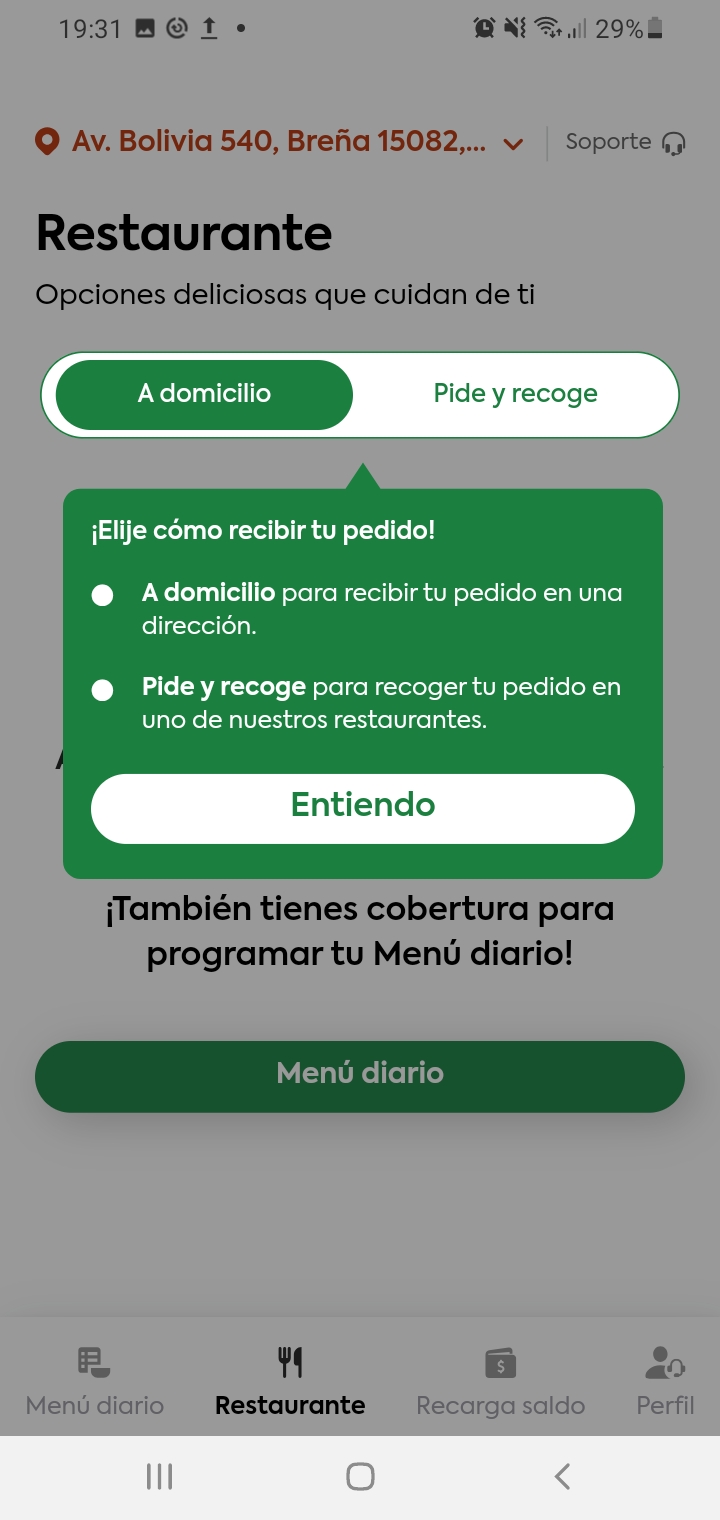 19:31
29%
Av. Bolivia 540, Breña 15082,...
Soporte
Restaurante
Opciones deliciosas que cuidan de ti
A domicilio
Pide y recoge
¡Elije cómo recibir tu pedido!
A domicilio para recibir tu pedido en una
dirección.
Pide y recoge para recoger tu pedido en
uno de nuestros restaurantes.
Entiendo
¡También tienes cobertura para
programar tu Menú diario!
Menú diario
Menú diario
Restaurante
Recarga saldo
Perfil